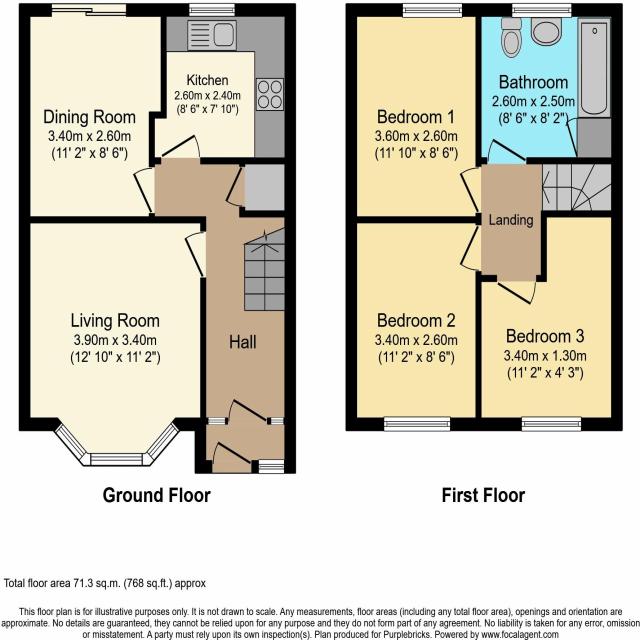 Dining Room
3.40m x 2.60m
(11' 2" x 8' 6")
Kitchen
2.60m x 2.40m
(8' 6" x 7' 10")
Living Room
3.90m x 3.40m
(12' 10" x 11' 2")
Hall
Ground Floor
Bedroom 1
3.60m x 2.60m
(11' 10" x 8' 6")
Bathroom
2.60m x 2.50m
(8' 6" x 8' 2")
Landing
Bedroom 2
3.40m x 2.60m
(11' 2" x 8' 6")
Bedroom 3
3.40m x 1.30m
(11' 2" x 4' 3")
First Floor
Total floor area 71.3 sq.m. (768 sq.ft.) approx
This floor plan is for illustrative purposes only. It is not drawn to scale. Any measurements, floor areas (including any total floor area), openings and orientation are
approximate. No details are guaranteed, they cannot be relied upon for any purpose and they do not form part of any agreement. No liability is taken for any error, omission
or misstatement. A party must rely upon its own inspection(s). Plan produced for Purplebricks. Powered by www.focalagent.com